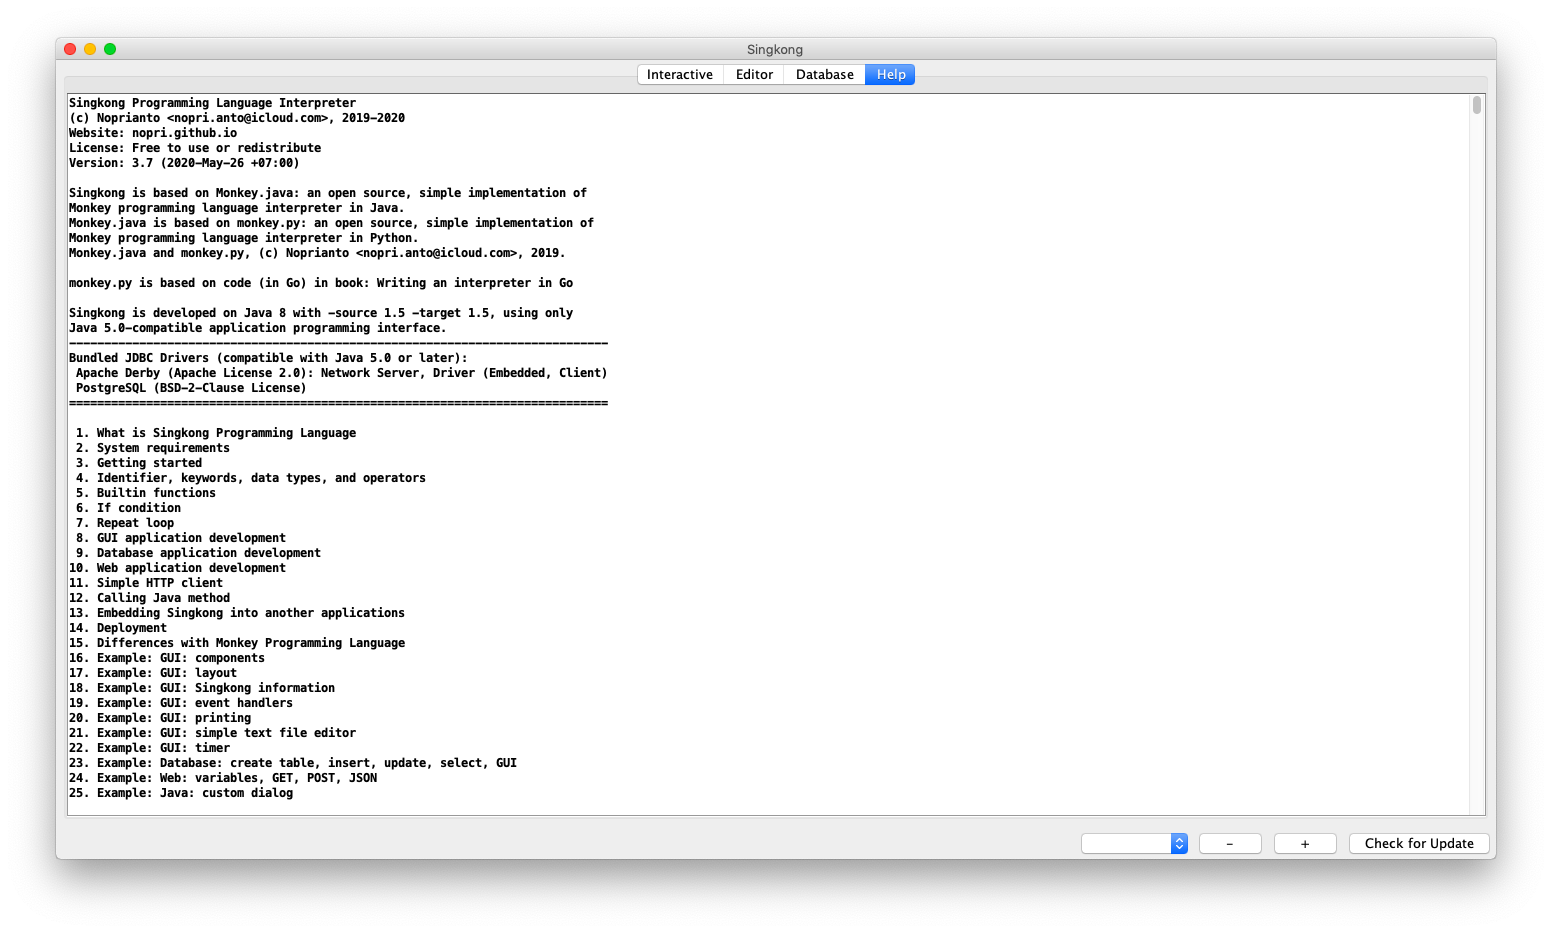 Singkong
Interactive Editor Database Help
Singkong Programming Language Interpreter
(c) Noprianto <nopri.anto@icloud.com>, 2019-2020
Website: nopri.github.io
License: Free to use or redistribute
Version: 3.7 (2020-May-26 +07:00)
Singkong is based on Monkey.java: an open source, simple implementation of
Monkey programming language interpreter in Java.
Monkey.java is based on monkey.py: an open source, simple implementation of
Monkey programming language interpreter in Python.
Monkey.java and monkey.py, (c) Noprianto <nopri.anto@icloud.com>, 2019.
monkey.py is based on code (in Go) in book: Writing an interpreter in Go
Singkong is developed on Java 8 with -source 1.5 -target 1.5, using only
Java 5.0-compatible application programming interface.
-----------------------------------------------------------------------------
Bundled JDBC Drivers (compatible with Java 5.0 or later):
Apache Derby (Apache License 2.0): Network Server, Driver (Embedded, Client)
PostgreSQL (BSD-2-Clause License)
=============================================================================
1. What is Singkong Programming Language
2. System requirements
3. Getting started
4. Identifier, keywords, data types, and operators
5. Builtin functions
6. If condition
7. Repeat loop
8. GUI application development
9. Database application development
10. Web application development
11. Simple HTTP client
12. Calling Java method
13. Embedding Singkong into another applications
14. Deployment
15. Differences with Monkey Programming Language
16. Example: GUI: components
17. Example: GUI: layout
18. Example: GUI: Singkong information
19. Example: GUI: event handlers
20. Example: GUI: printing
21. Example: GUI: simple text file editor
22. Example: GUI: timer
23. Example: Database: create table, insert, update, select, GUI
24. Example: Web: variables, GET, POST, JSON
25. Example: Java: custom dialog
- + Check for Update